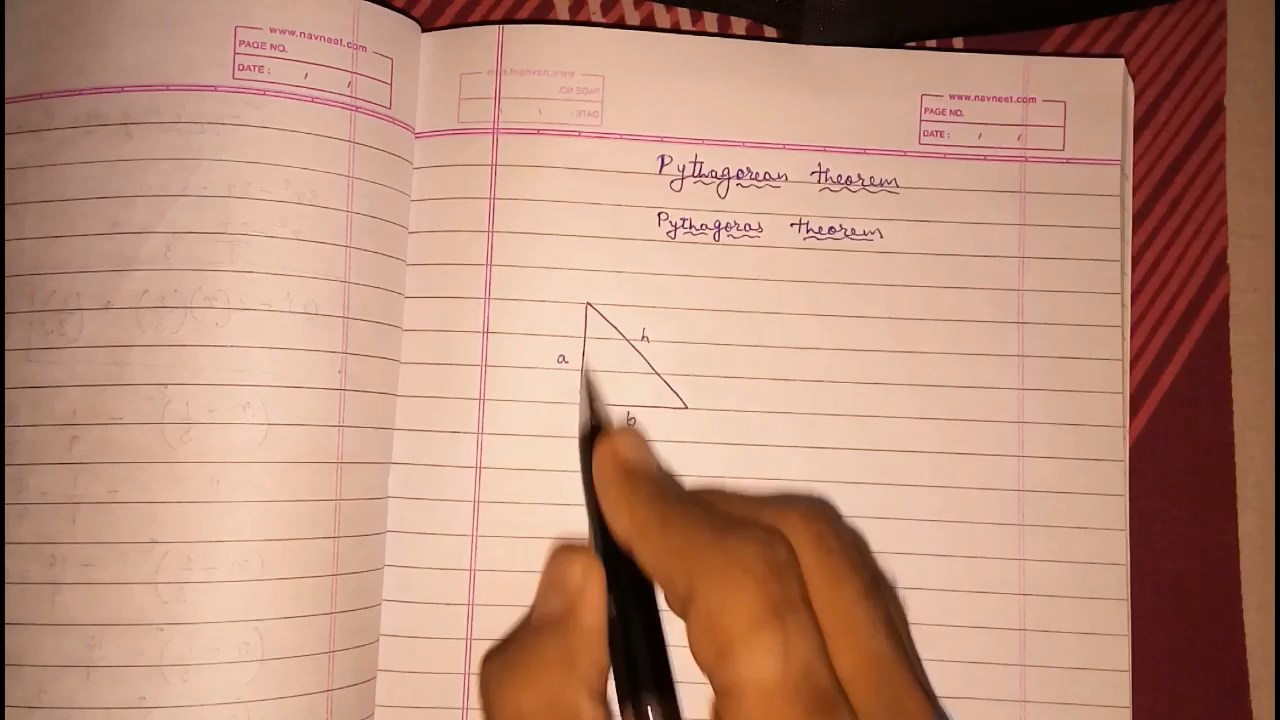 www.navneet.com
PAGE NO.
DATE : / /
www.navneet.com
PAGE NO.
DATE : / /
Pythagorean theorem
Pythagoras theorem
h
a
b